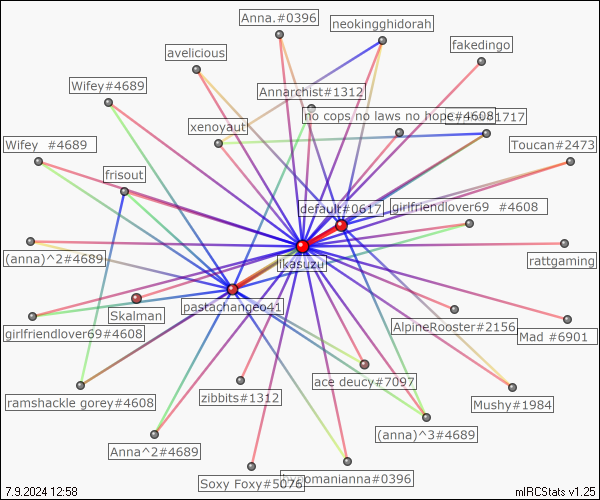 Anna.#0396
neokingghidorah
avelicious
fakedingo
Wifey#4689
Annarchist#1312
no cops no laws no hope#4608
1717
xenoyaut
Toucan#2473
Wifey  #4689
frisout
default#0617
girlfriendlover69  #4608
(anna)^2#4689
ikasuzu
rattgaming
Skalman
pastachangeo41
girlfriendlover69#4608
AlpineRooster#2156
Mad #6901
ace deucy#7097
ramshackle gorey#4608
zibbits#1312
Mushy#1984
(anna)^3#4689
Anna^2#4689
Soxy Foxy#5076
omanianna#0396
7.9.2024 12:58
mIRCStats v1.25